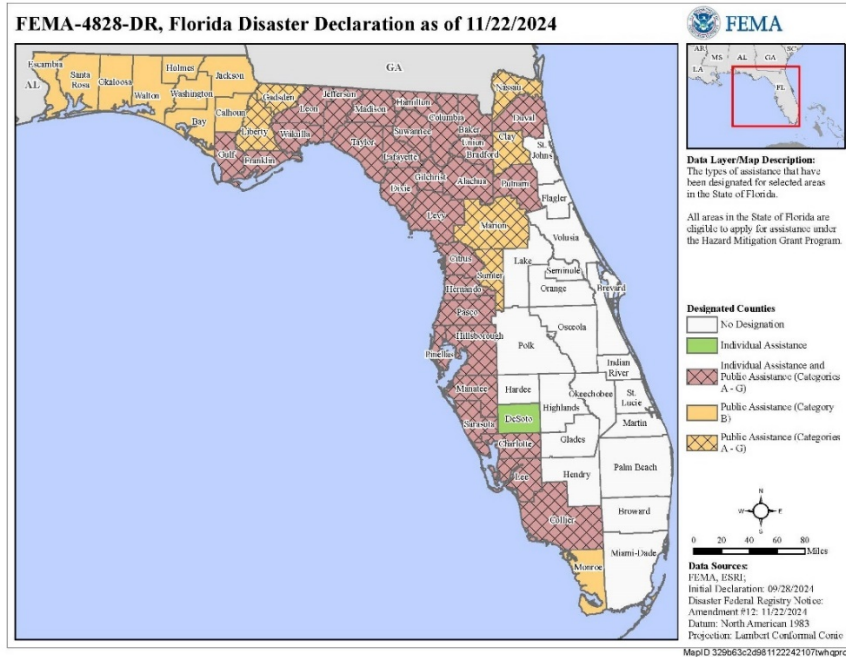 FEMA-4828-DR, Florida Disaster Declaration as of 11/22/2024
FEMA
AR
MS
AL
GA
SC
LA
FL
GA
AL
Escambia
Santa
Rosa
Okaloosa
Walton
Holmes
Washington
Bay
Jackson
Calhoun
Gulf
Gadsden
Liberty
Franklin
Leon
Wakulla
Jefferson
Madison
Taylor
Hamilton
Suwannee
Lafayette
Dixie
Columbia
Gilchrist
Levy
Baker
Union
Bradford
Alachua
Nassau
Duval
Clay
Putnam
St.
Johns
Flagler
Marion
Volusia
Citrus
Sumter
Lake
Hernando
Seminole
Orange
Brevard
Pasco
Hillsborough
Pinellas
Polk
Osceola
Indian
River
Manatee
Hardee
Highlands
Okeechobee
St.
Lucie
Sarasota
DeSoto
Martin
Charlotte
Glades
Lee
Hendry
Palm Beach
Collier
Broward
Monroe
Miami-Dade
Data Layer/Map Description:
The types of assistance that have
been designated for selected areas
in the State of Florida.
All areas in the State of Florida are
eligible to apply for assistance under
the Hazard Mitigation Grant Program.
Designated Counties
No Designation
Individual Assistance
Individual Assistance and
Public Assistance (Categories
A - G)
Public Assistance (Category
B)
Public Assistance (Categories
A - G)
N
W
E
S
0 20 40 60 80
Miles
Data Sources:
FEMA, ESRI;
Initial Declaration: 09/28/2024
Disaster Federal Registry Notice:
Amendment #12: 11/22/2024
Datum: North American 1983
Projection: Lambert Conformal Conic
MapID 329b63c2d981122242107twhqprod